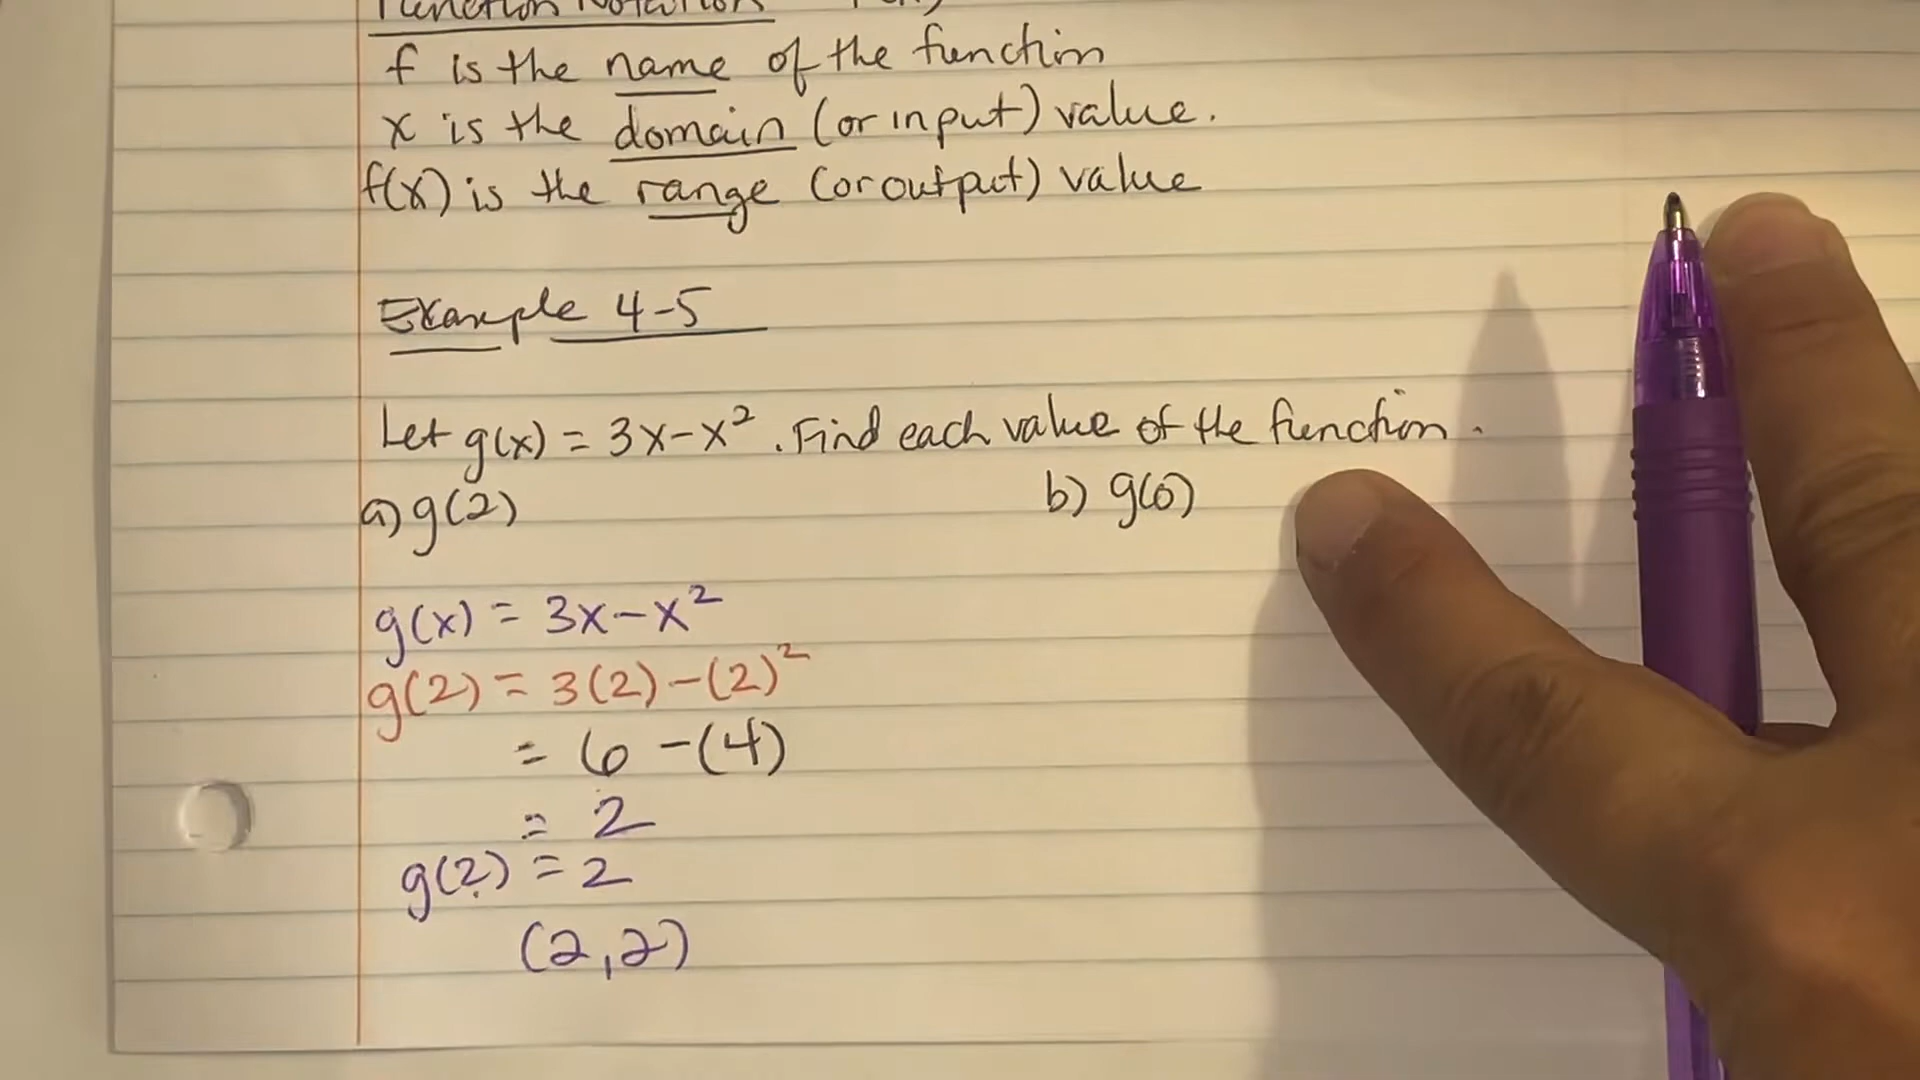 Function Notation
f is the name of the function
x is the domain (or input) value.
f(x) is the range (or output) value
Example 4-5
Let g(x) = 3x-x². Find each value of the function.
a) g(2) b) g(0)
g(x) = 3x-x²
g(2) = 3(2)-(2)²
= 6 -(4)
= 2
g(2) = 2
(2,2)